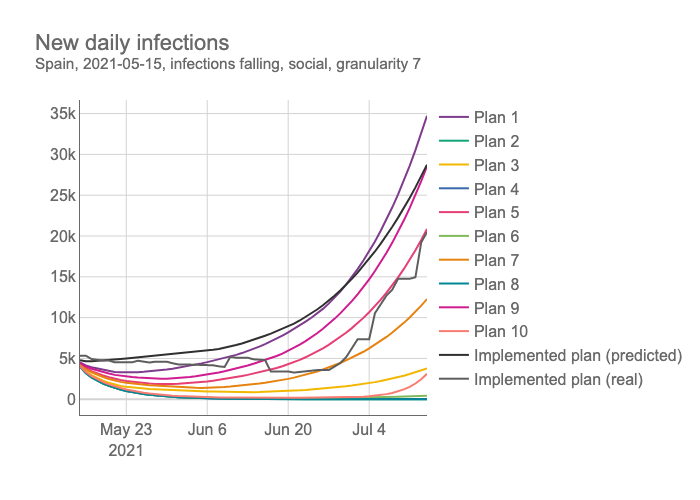 New daily infections
Spain, 2021-05-15, infections falling, social, granularity 7
35k
30k
25k
20k
15k
10k
5k
0
May 23
2021
Jun 6
Jun 20
Jul 4
Plan 1
Plan 2
Plan 3
Plan 4
Plan 5
Plan 6
Plan 7
Plan 8
Plan 9
Plan 10
Implemented plan (predicted)
Implemented plan (real)